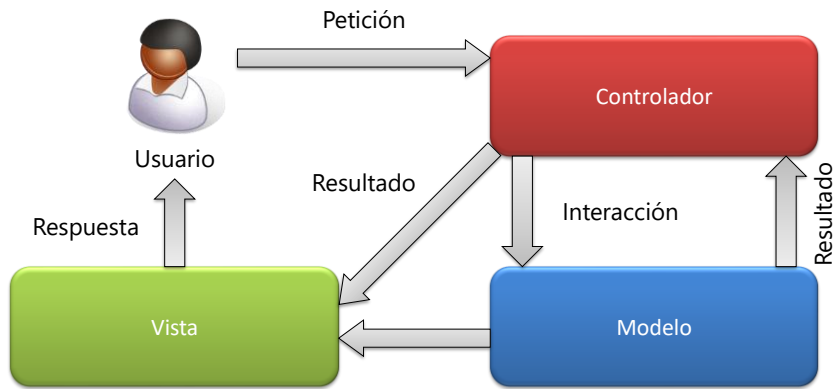 Petición
Controlador
Usuario
Resultado
Interacción
Resultado
Respuesta
Vista
Modelo